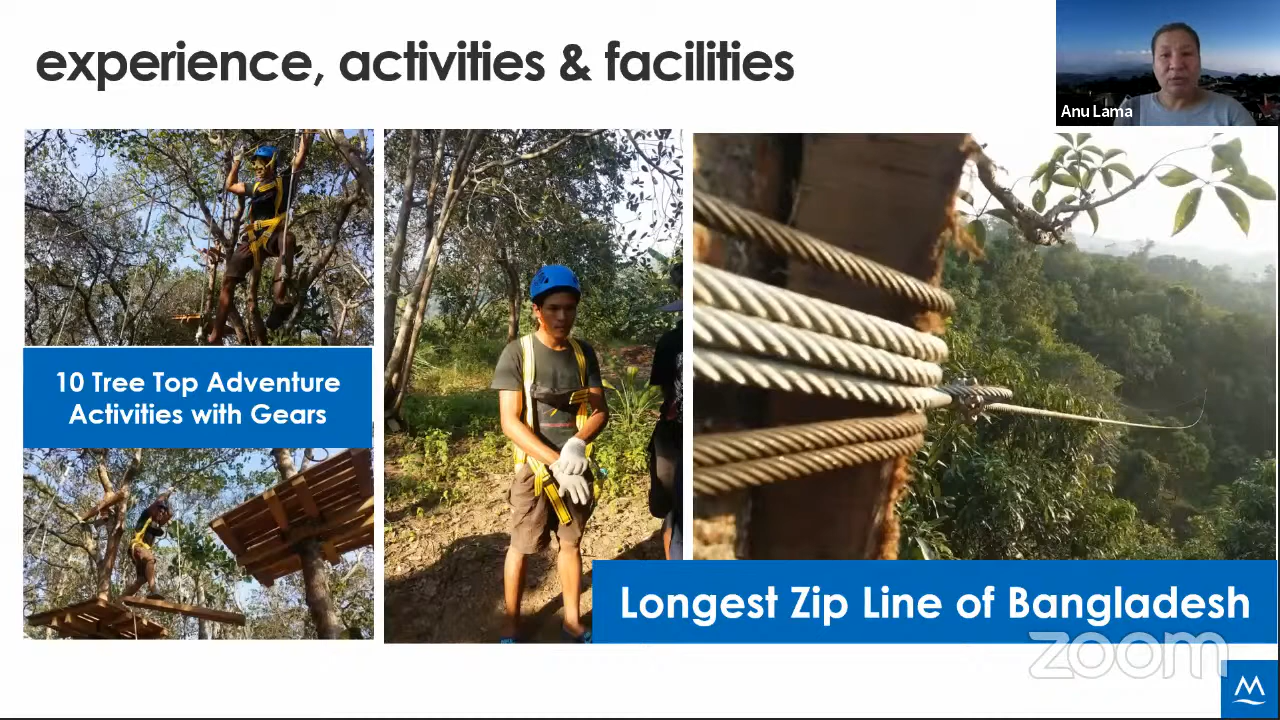 experience, activities & facilities
Anu Lama
10 Tree Top Adventure
Activities with Gears
Longest Zip Line of Bangladesh
zoom